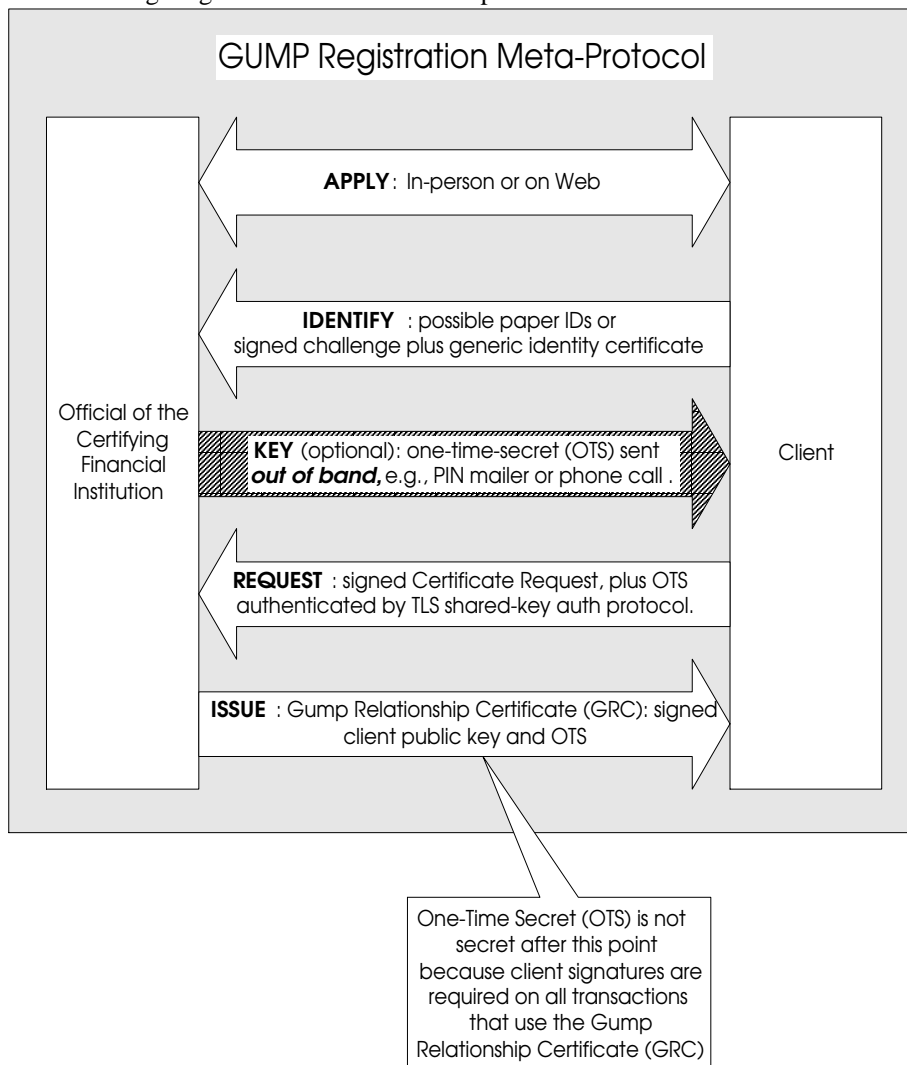 GUMP Registration Meta-Protocol
APPLY: In-person or on Web
IDENTIFY : possible paper IDs or
signed challenge plus generic identity certificate
Official of the
Certifying
Financial
Institution
KEY (optional): one-time-secret (OTS) sent
out of band, e.g., PIN mailer or phone call .
Client
REQUEST : signed Certificate Request, plus OTS
authenticated by TLS shared-key auth protocol.
ISSUE : Gump Relationship Certificate (GRC): signed
client public key and OTS
One-Time Secret (OTS) is not
secret after this point
because client signatures are
required on all transactions
that use the Gump
Relationship Certificate (GRC)